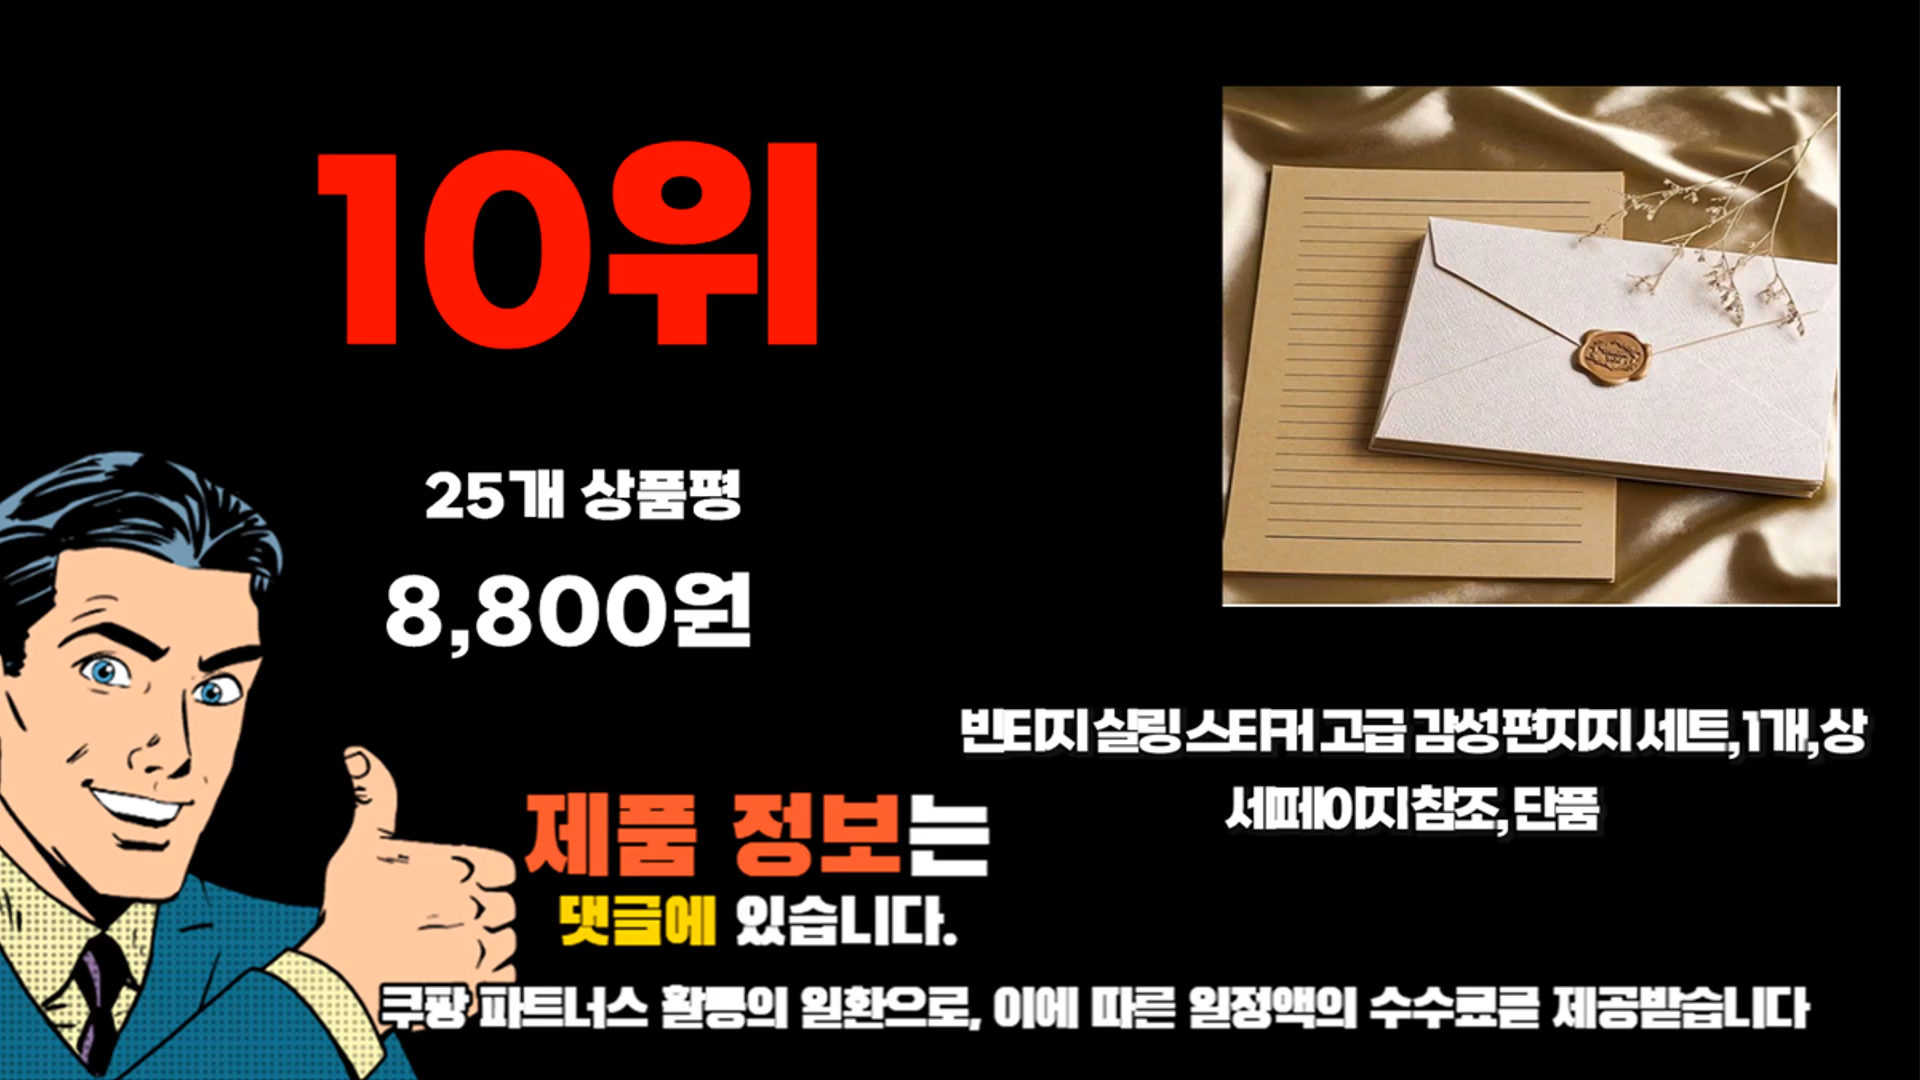 10위
25개 상품평
8,800원
빈티지 실링 스티커 고급 감성 편지지 세트, 1개, 상
세페이지 참조, 단품
제품 정보는
댓글에 있습니다.
쿠팡 파트너스 활동의 일환으로, 이에 따른 일정액의 수수료를 제공받습니다